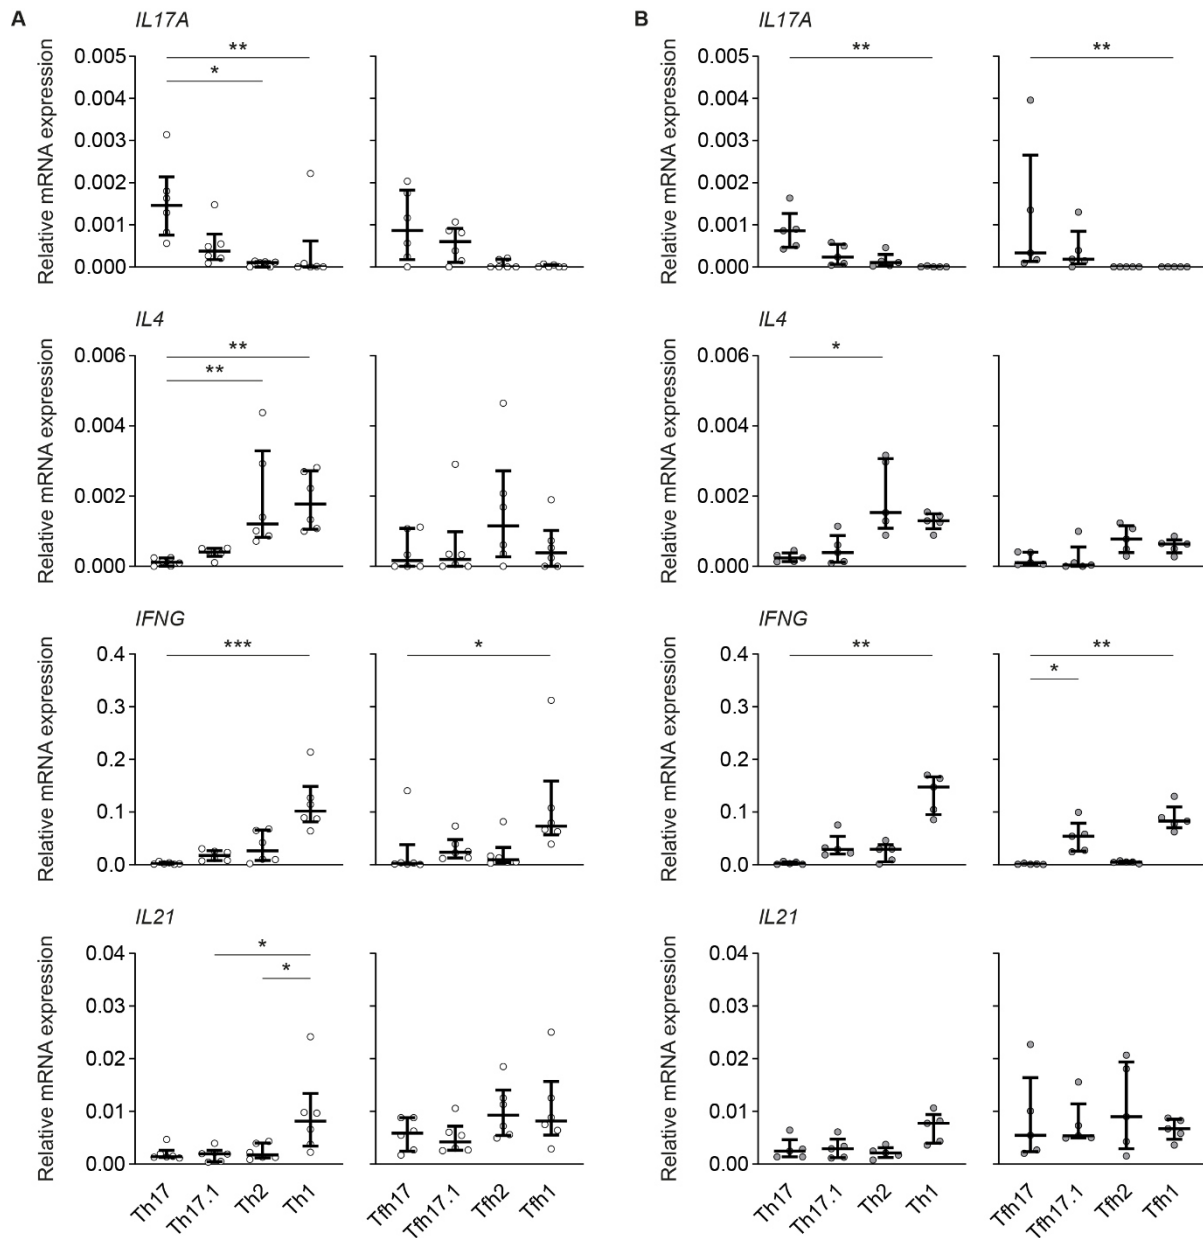 A
IL17A
Relative mRNA expression
0.005
0.004
0.003
0.002
0.001
0.000
**
*
IL4
Relative mRNA expression
0.006
0.004
0.002
0.000
**
**
IFNG
Relative mRNA expression
0.4
0.3
0.2
0.1
0.0
***
*
IL21
Relative mRNA expression
0.04
0.03
0.02
0.01
0.00
*
*
Th17
Th17.1
Th2
Th1
Tfh17
Tfh17.1
Tfh2
Tfh1
B
IL17A
Relative mRNA expression
0.005
0.004
0.003
0.002
0.001
0.000
**
**
IL4
Relative mRNA expression
0.006
0.004
0.002
0.000
*
IFNG
Relative mRNA expression
0.4
0.3
0.2
0.1
0.0
**
**
*
IL21
Relative mRNA expression
0.04
0.03
0.02
0.01
0.00
Th17
Th17.1
Th2
Th1
Tfh17
Tfh17.1
Tfh2
Tfh1